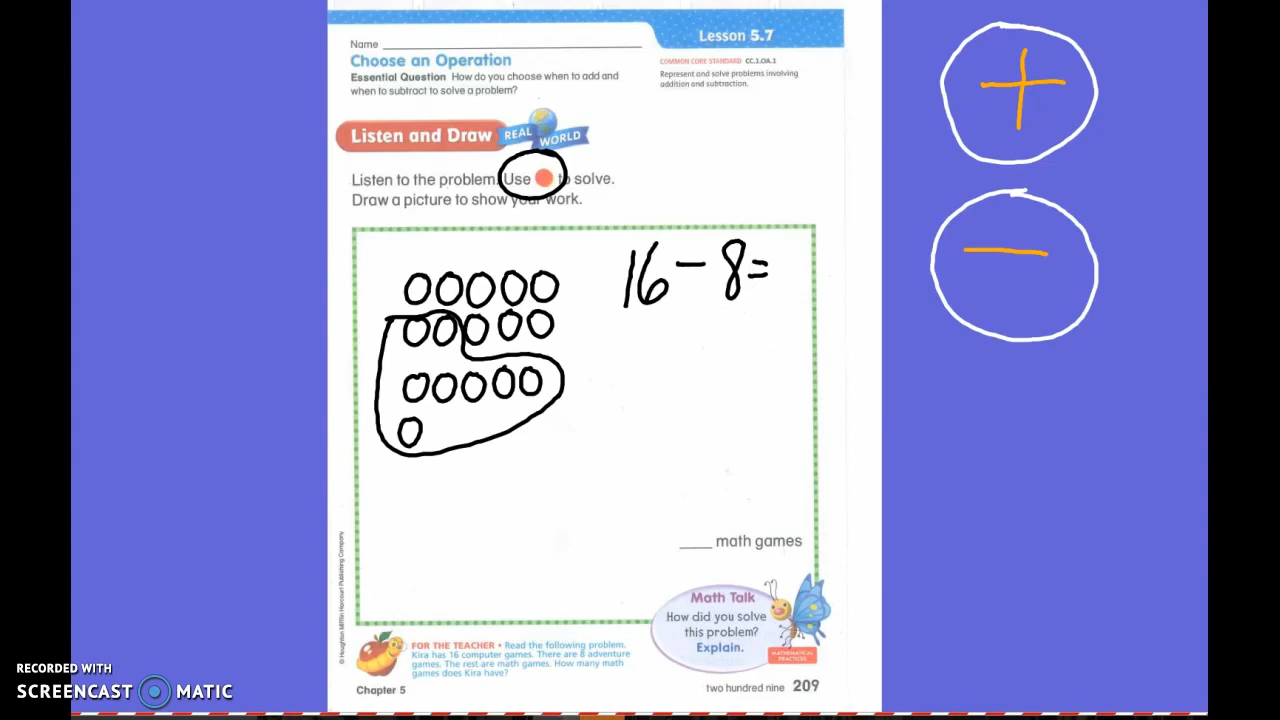 Lesson 5.7
Name
Choose an Operation
Essential Question How do you choose when to add and
when to subtract to solve a problem?
COMMON CORE STANDARD CC.1.OA.1
Represent and solve problems involving
addition and subtraction.
Listen and Draw
REAL WORLD
Listen to the problem. Use to solve.
Draw a picture to show your work.
16 - 8 =
____ math games
Math Talk
How did you solve
this problem?
Explain.
MATHEMATICAL
PRACTICES
FOR THE TEACHER • Read the following problem.
Kira has 16 computer games. There are 8 adventure
games. The rest are math games. How many math
games does Kira have?
Chapter 5
two hundred nine 209
© Houghton Mifflin Harcourt Publishing Company
+
−
RECORDED WITH
SCREENCAST MATIC